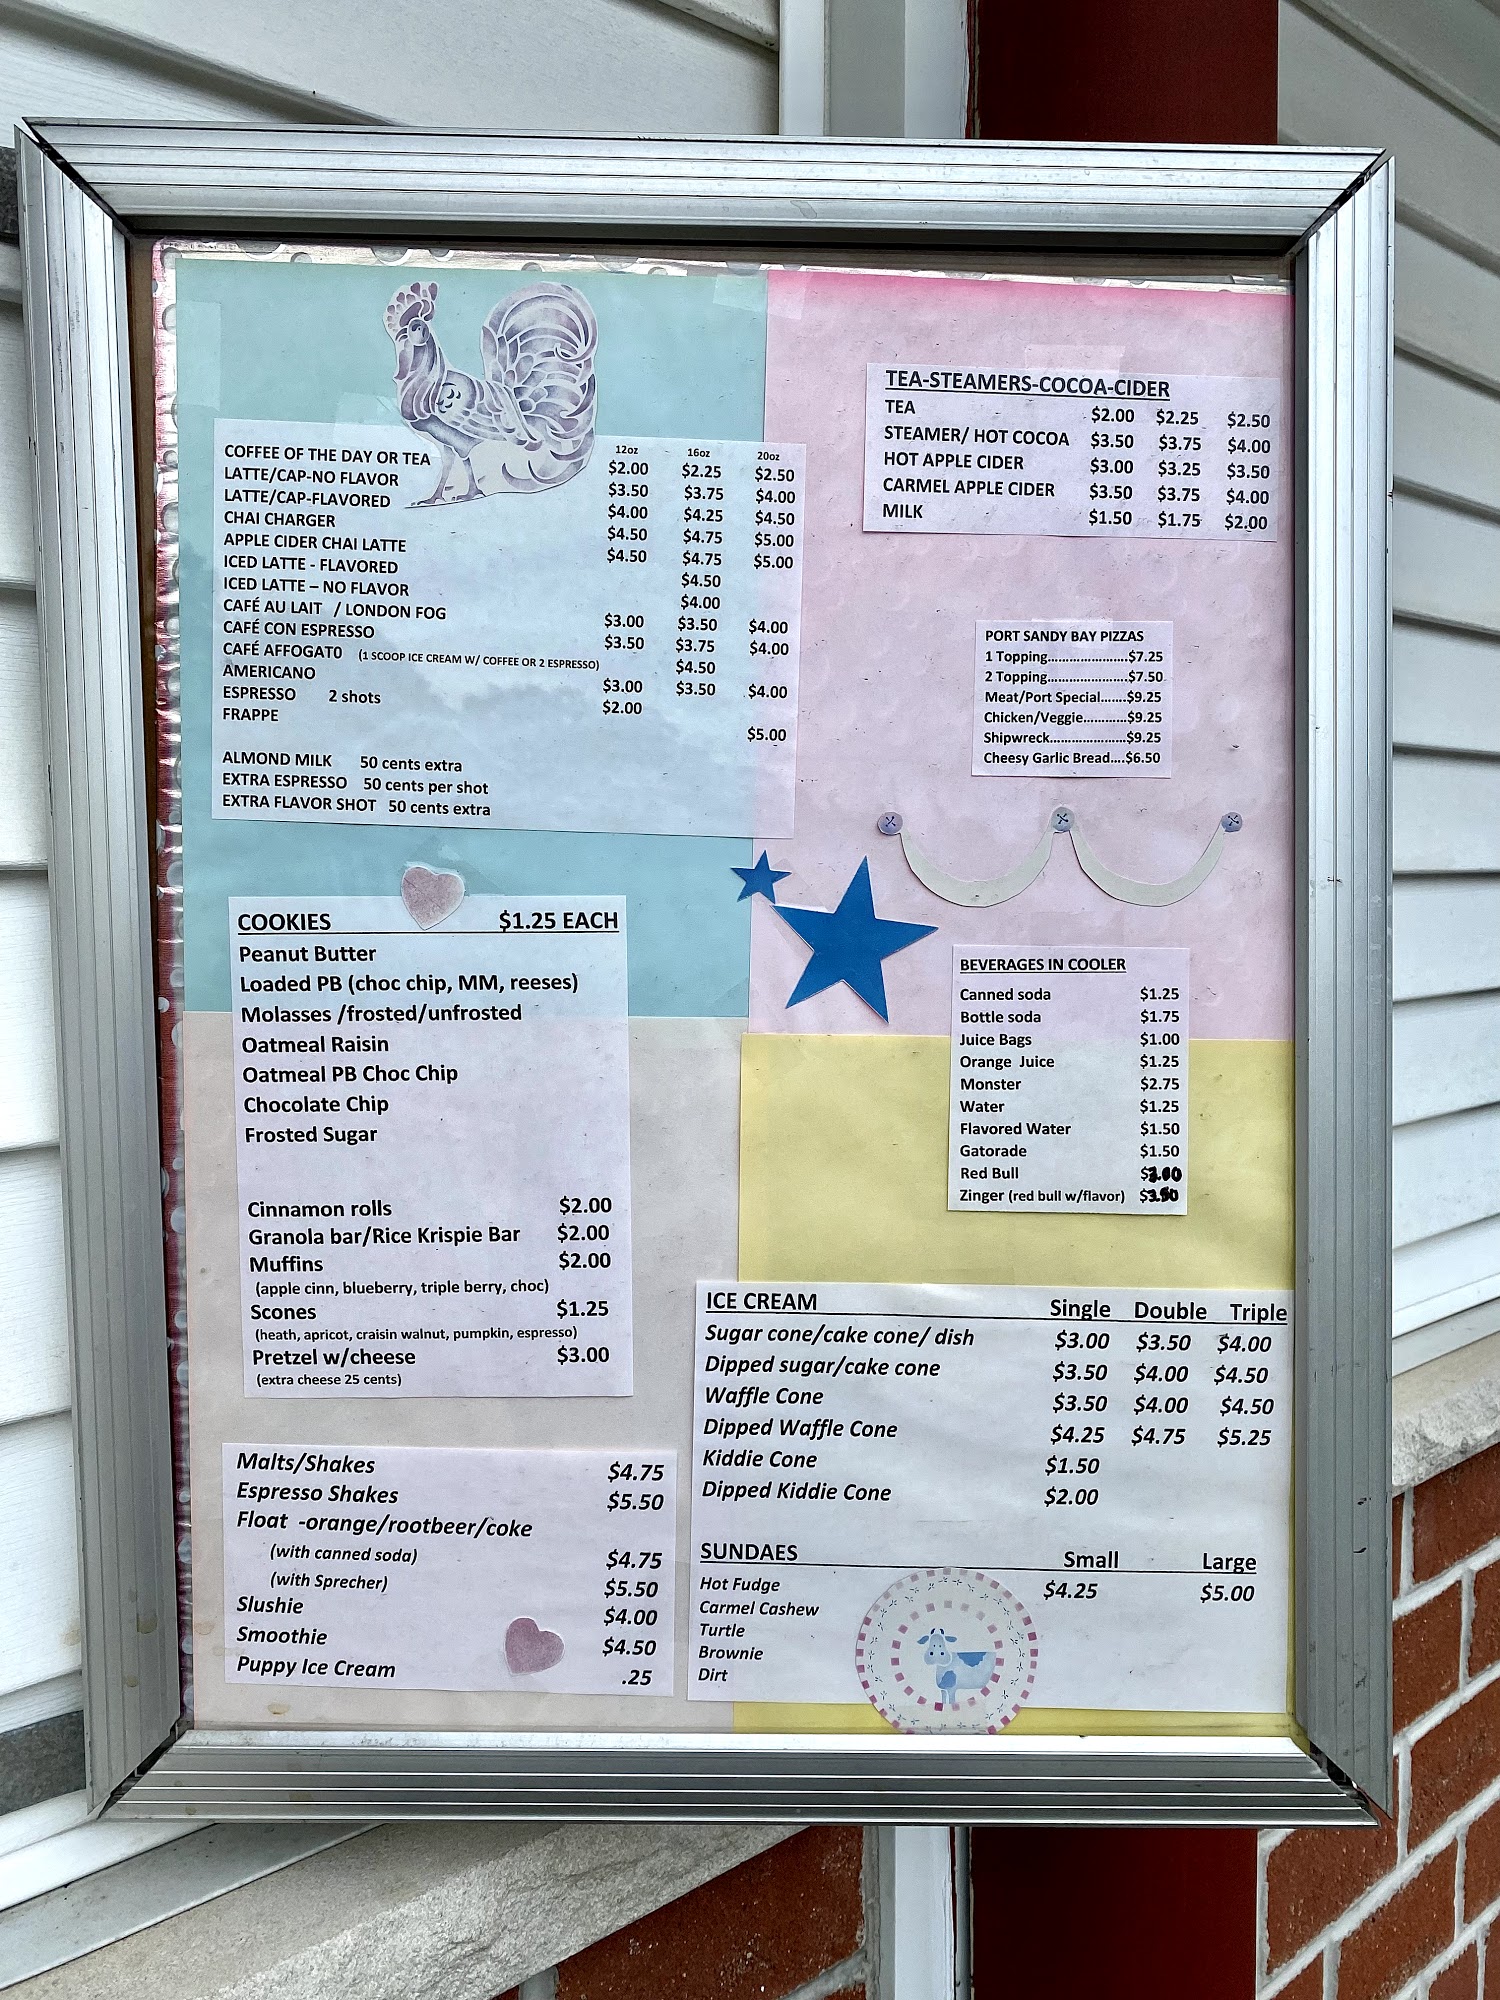 COFFEE OF THE DAY OR TEA 12oz $2.00 16oz $2.25 20oz $2.50
LATTE/CAP-NO FLAVOR $3.50 $3.75 $4.00
LATTE/CAP-FLAVORED $4.00 $4.25 $4.50
CHAI CHARGER $4.50 $4.75 $5.00
APPLE CIDER CHAI LATTE $4.50 $4.75 $5.00
ICED LATTE - FLAVORED $4.50
ICED LATTE – NO FLAVOR $4.00
CAFÉ AU LAIT / LONDON FOG $3.00 $3.50 $4.00
CAFÉ CON ESPRESSO $3.50 $3.75 $4.00
CAFÉ AFFOGATO (1 SCOOP ICE CREAM W/ COFFEE OR 2 ESPRESSO) $4.50
AMERICANO $3.00 $3.50 $4.00
ESPRESSO 2 shots $2.00
FRAPPE $5.00
ALMOND MILK 50 cents extra
EXTRA ESPRESSO 50 cents per shot
EXTRA FLAVOR SHOT 50 cents extra
TEA-STEAMERS-COCOA-CIDER
TEA $2.00 $2.25 $2.50
STEAMER/ HOT COCOA $3.50 $3.75 $4.00
HOT APPLE CIDER $3.00 $3.25 $3.50
CARMEL APPLE CIDER $3.50 $3.75 $4.00
MILK $1.50 $1.75 $2.00
PORT SANDY BAY PIZZAS
1 Topping......................$7.25
2 Topping......................$7.50
Meat/Port Special.......$9.25
Chicken/Veggie............$9.25
Shipwreck.....................$9.25
Cheesy Garlic Bread....$6.50
COOKIES $1.25 EACH
Peanut Butter
Loaded PB (choc chip, MM, reeses)
Molasses /frosted/unfrosted
Oatmeal Raisin
Oatmeal PB Choc Chip
Chocolate Chip
Frosted Sugar
Cinnamon rolls $2.00
Granola bar/Rice Krispie Bar $2.00
Muffins $2.00
(apple cinn, blueberry, triple berry, choc)
Scones $1.25
(heath, apricot, craisin walnut, pumpkin, espresso)
Pretzel w/cheese $3.00
(extra cheese 25 cents)
BEVERAGES IN COOLER
Canned soda $1.25
Bottle soda $1.75
Juice Bags $1.00
Orange Juice $1.25
Monster $2.75
Water $1.25
Flavored Water $1.50
Gatorade $1.50
Red Bull
Zinger (red bull w/flavor)
Malts/Shakes $4.75
Espresso Shakes $5.50
Float -orange/rootbeer/coke
(with canned soda) $4.75
(with Sprecher) $5.50
Slushie $4.00
Smoothie $4.50
Puppy Ice Cream .25
ICE CREAM Single Double Triple
Sugar cone/cake cone/ dish $3.00 $3.50 $4.00
Dipped sugar/cake cone $3.50 $4.00 $4.50
Waffle Cone $3.50 $4.00 $4.50
Dipped Waffle Cone $4.25 $4.75 $5.25
Kiddie Cone $1.50
Dipped Kiddie Cone $2.00
SUNDAES Small Large
Hot Fudge $4.25 $5.00
Carmel Cashew
Turtle
Brownie
Dirt